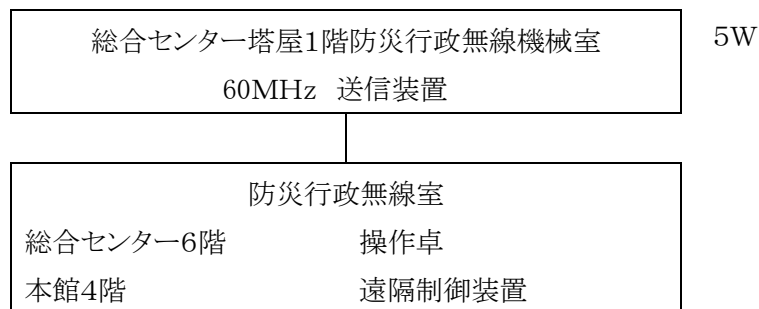 総合センター塔屋1階防災行政無線機械室 5W
60MHz 送信装置
防災行政無線室
総合センター6階 操作卓
本館4階 遠隔制御装置